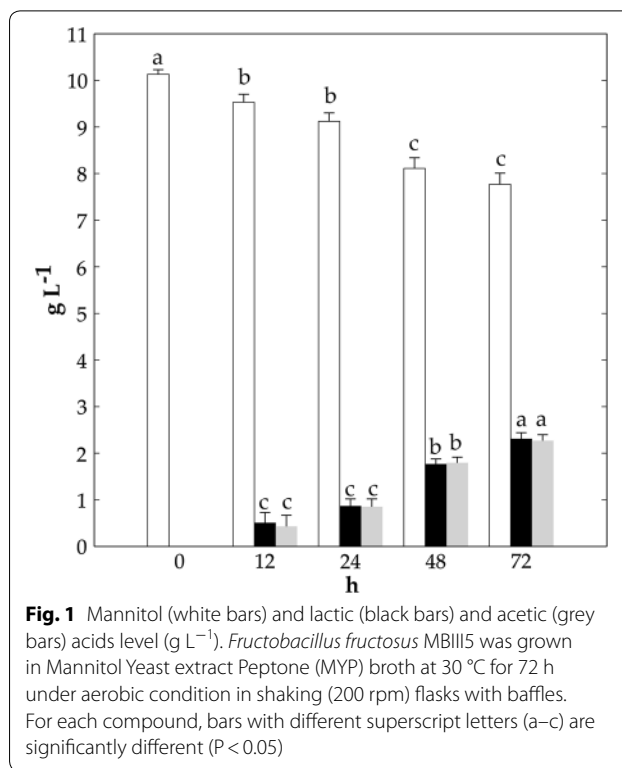 11
10
9
8
7
6
5
4
3
2
1
0
g L-1
a
b
b
c
c
c c
c c
b b
a a
0 12 24 48 72
h
Fig. 1 Mannitol (white bars) and lactic (black bars) and acetic (grey
bars) acids level (g L−1). Fructobacillus fructosus MBIII5 was grown
in Mannitol Yeast extract Peptone (MYP) broth at 30 °C for 72 h
under aerobic condition in shaking (200 rpm) flasks with baffles.
For each compound, bars with different superscript letters (a–c) are
significantly different (P < 0.05)